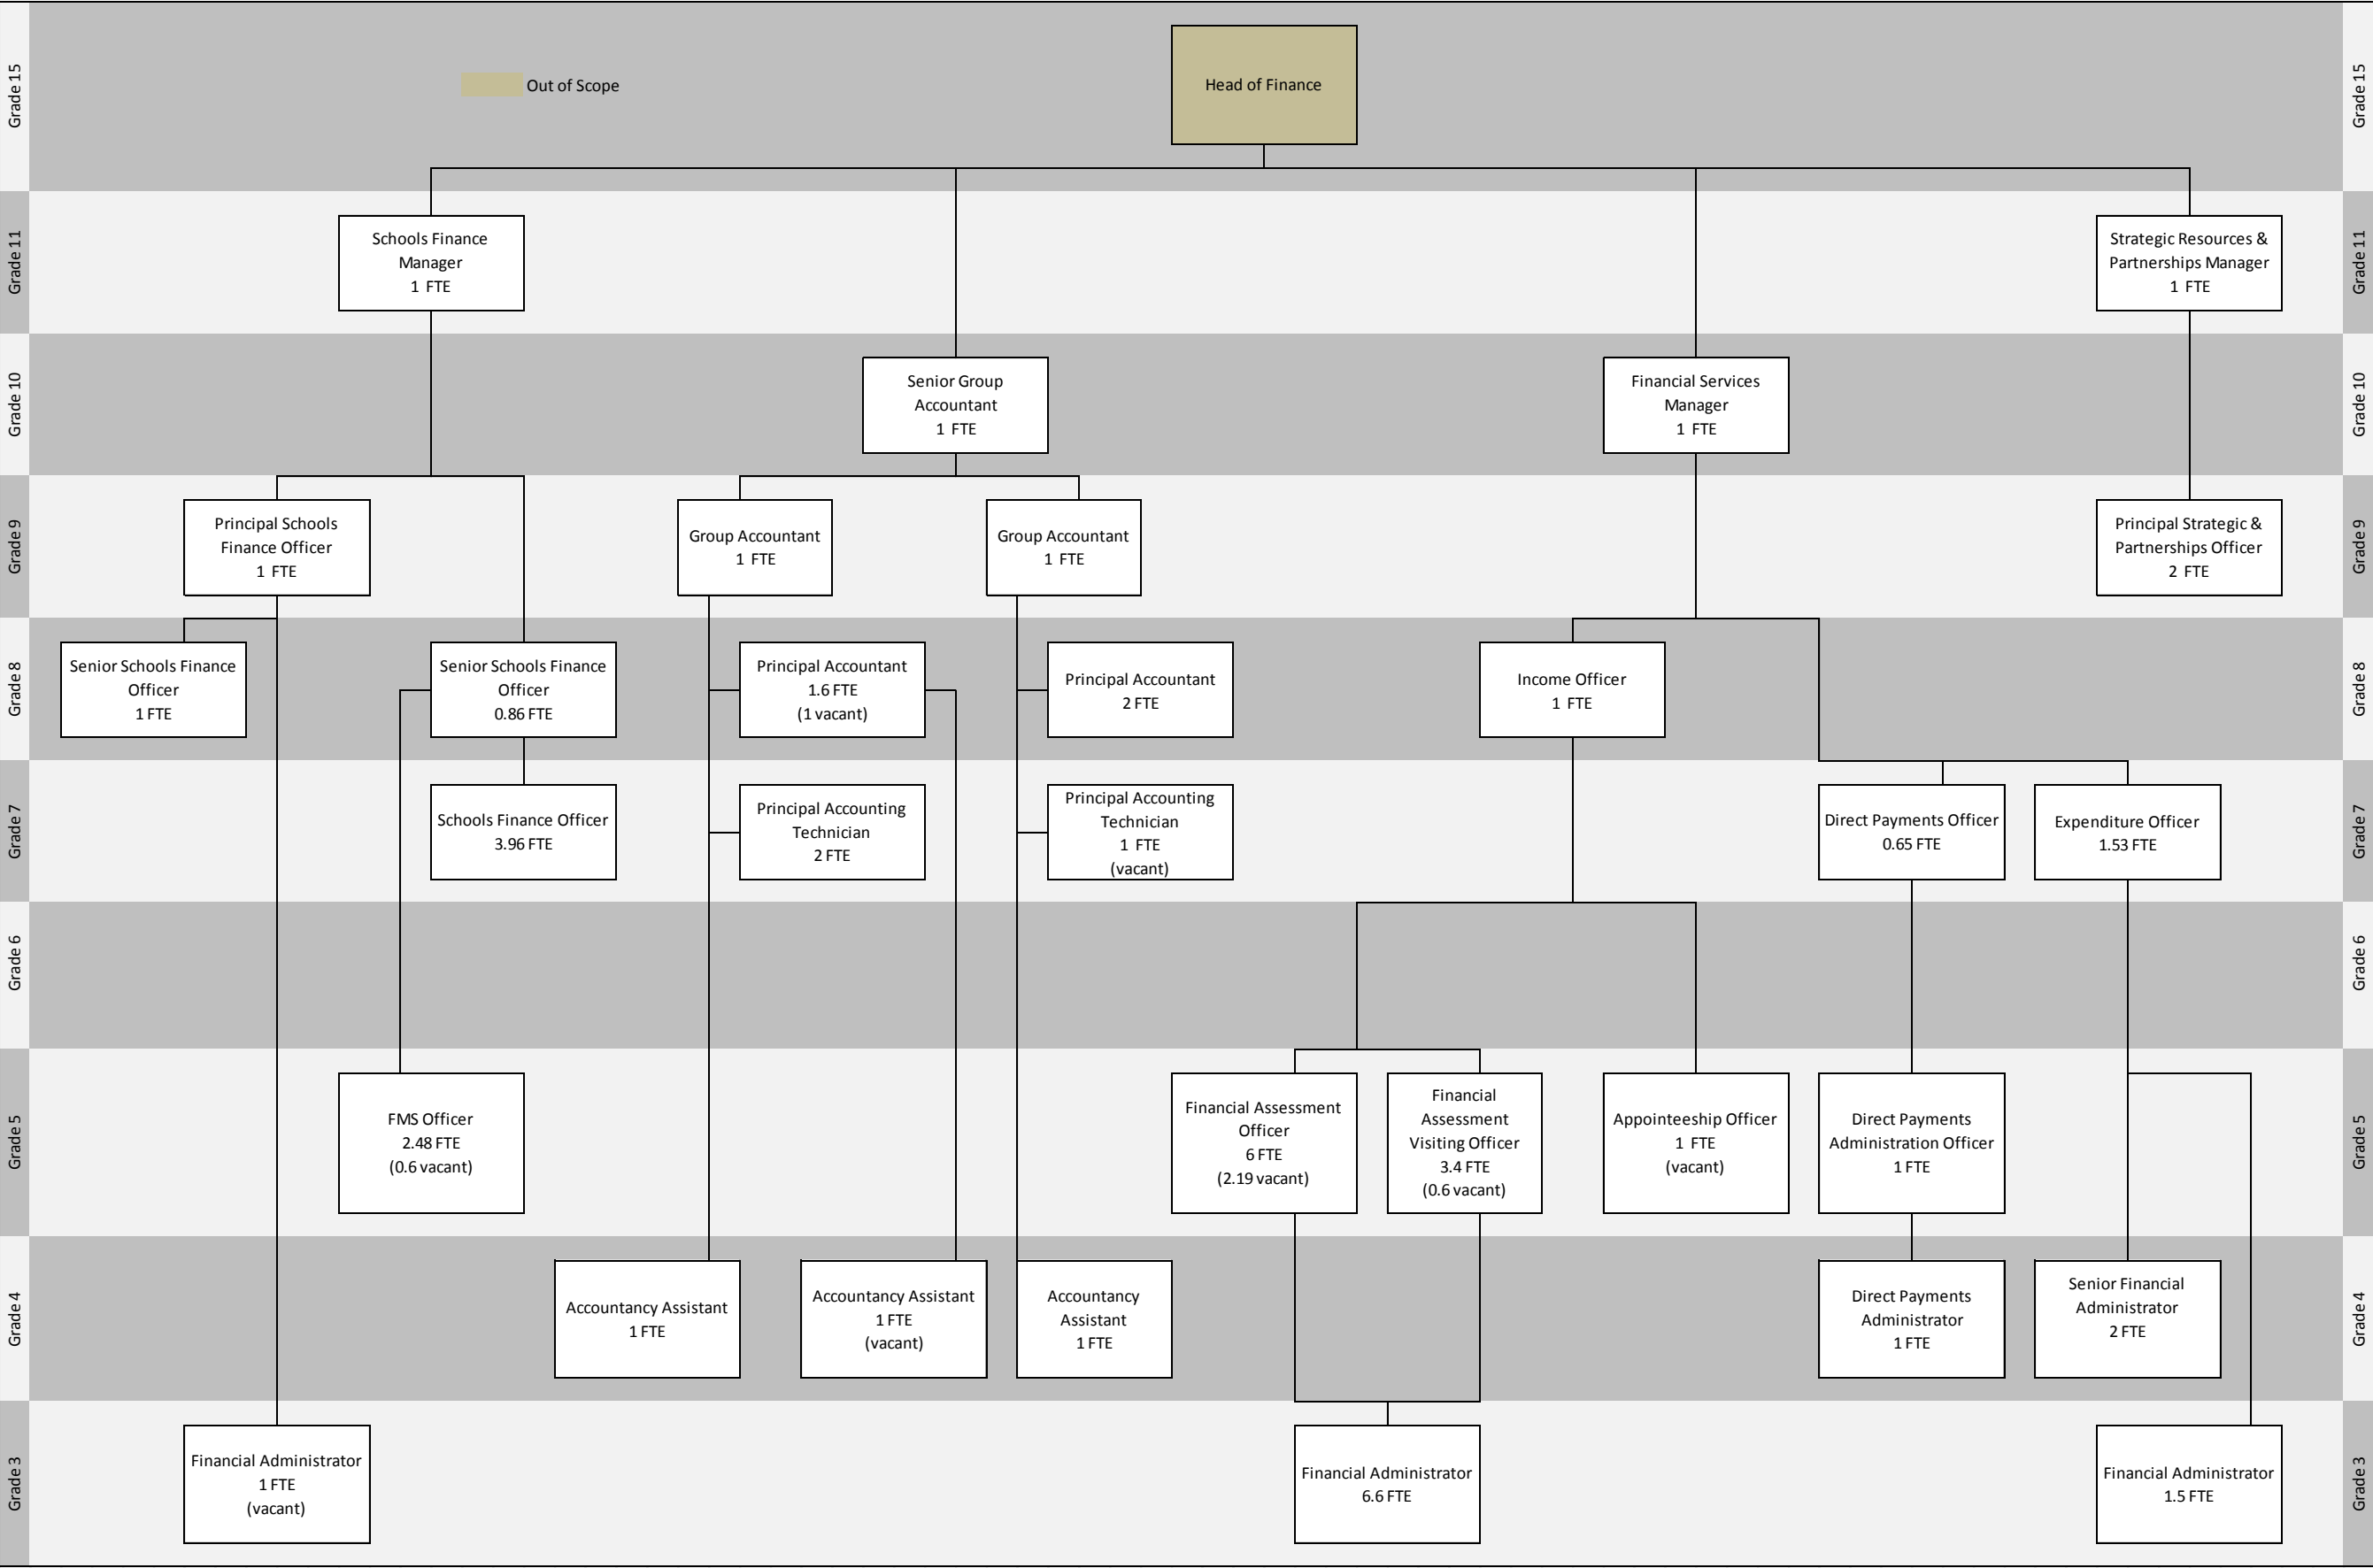 Grade 15
Out of Scope
Head of Finance
Grade 15
Grade 11
Schools Finance
Manager
1 FTE
Strategic Resources &
Partnerships Manager
1 FTE
Grade 11
Grade 10
Senior Group
Accountant
1 FTE
Financial Services
Manager
1 FTE
Grade 10
Grade 9
Principal Schools
Finance Officer
1 FTE
Group Accountant
1 FTE
Group Accountant
1 FTE
Principal Strategic &
Partnerships Officer
2 FTE
Grade 9
Grade 8
Senior Schools Finance
Officer
1 FTE
Senior Schools Finance
Officer
0.86 FTE
Principal Accountant
1.6 FTE
(1 vacant)
Principal Accountant
2 FTE
Income Officer
1 FTE
Grade 8
Grade 7
Schools Finance Officer
3.96 FTE
Principal Accounting
Technician
2 FTE
Principal Accounting
Technician
1 FTE
(vacant)
Direct Payments Officer
0.65 FTE
Expenditure Officer
1.53 FTE
Grade 7
Grade 6
Grade 6
Grade 5
FMS Officer
2.48 FTE
(0.6 vacant)
Financial Assessment
Officer
6 FTE
(2.19 vacant)
Financial
Assessment
Visiting Officer
3.4 FTE
(0.6 vacant)
Appointeeship Officer
1 FTE
(vacant)
Direct Payments
Administration Officer
1 FTE
Grade 5
Grade 4
Accountancy Assistant
1 FTE
Accountancy Assistant
1 FTE
(vacant)
Accountancy
Assistant
1 FTE
Direct Payments
Administrator
1 FTE
Senior Financial
Administrator
2 FTE
Grade 4
Grade 3
Financial Administrator
1 FTE
(vacant)
Financial Administrator
6.6 FTE
Financial Administrator
1.5 FTE
Grade 3